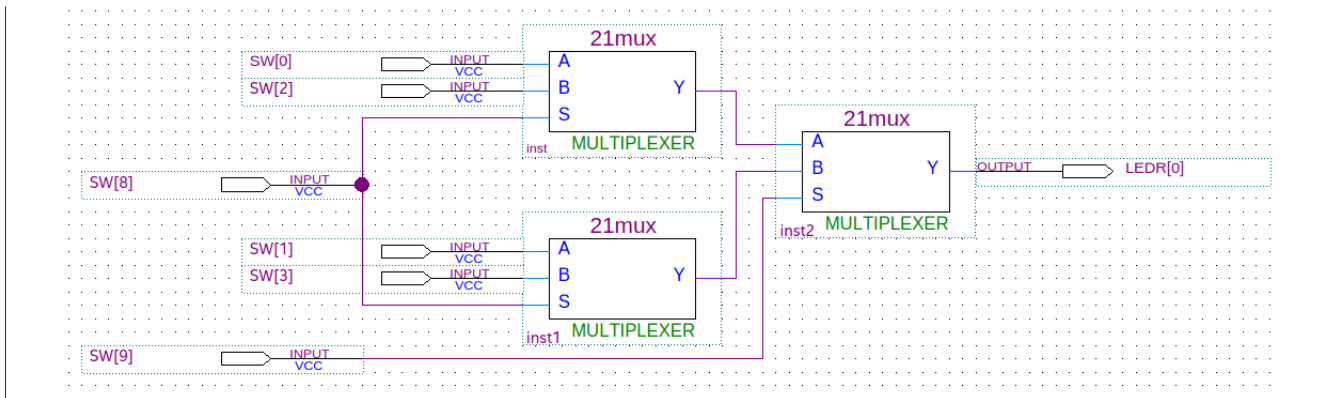 21mux
SW[0] INPUT VCC A
SW[2] INPUT VCC B Y
S
inst MULTIPLEXER
21mux
A
B Y OUTPUT LEDR[0]
S
inst2 MULTIPLEXER
SW[8] INPUT VCC
21mux
SW[1] INPUT VCC A
SW[3] INPUT VCC B Y
S
inst1 MULTIPLEXER
SW[9] INPUT VCC